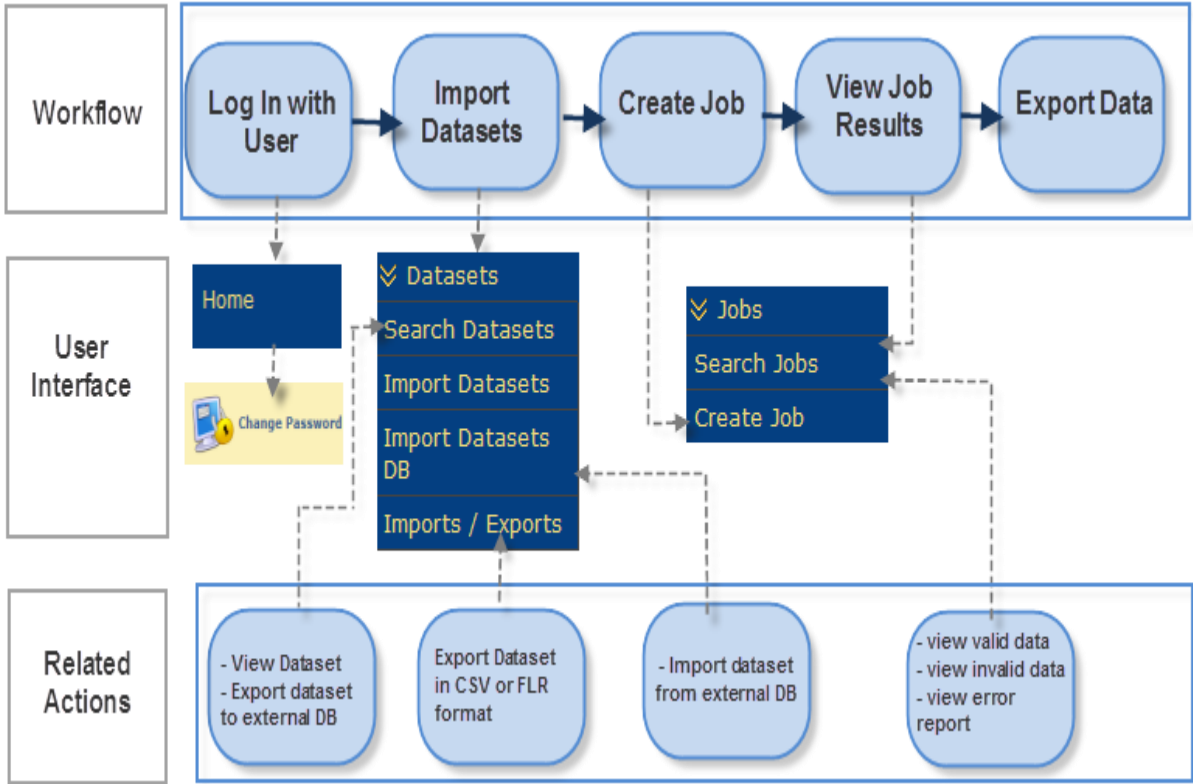 Workflow
Log In with
User
Import
Datasets
Create Job
View Job
Results
Export Data
User
Interface
Home
Change Password
Datasets
Search Datasets
Import Datasets
Import Datasets
DB
Imports / Exports
Jobs
Search Jobs
Create Job
Related
Actions
- View Dataset
- Export dataset
to external DB
Export Dataset
in CSV or FLR
format
- Import dataset
from external DB
- view valid data
- view invalid data
- view error
report